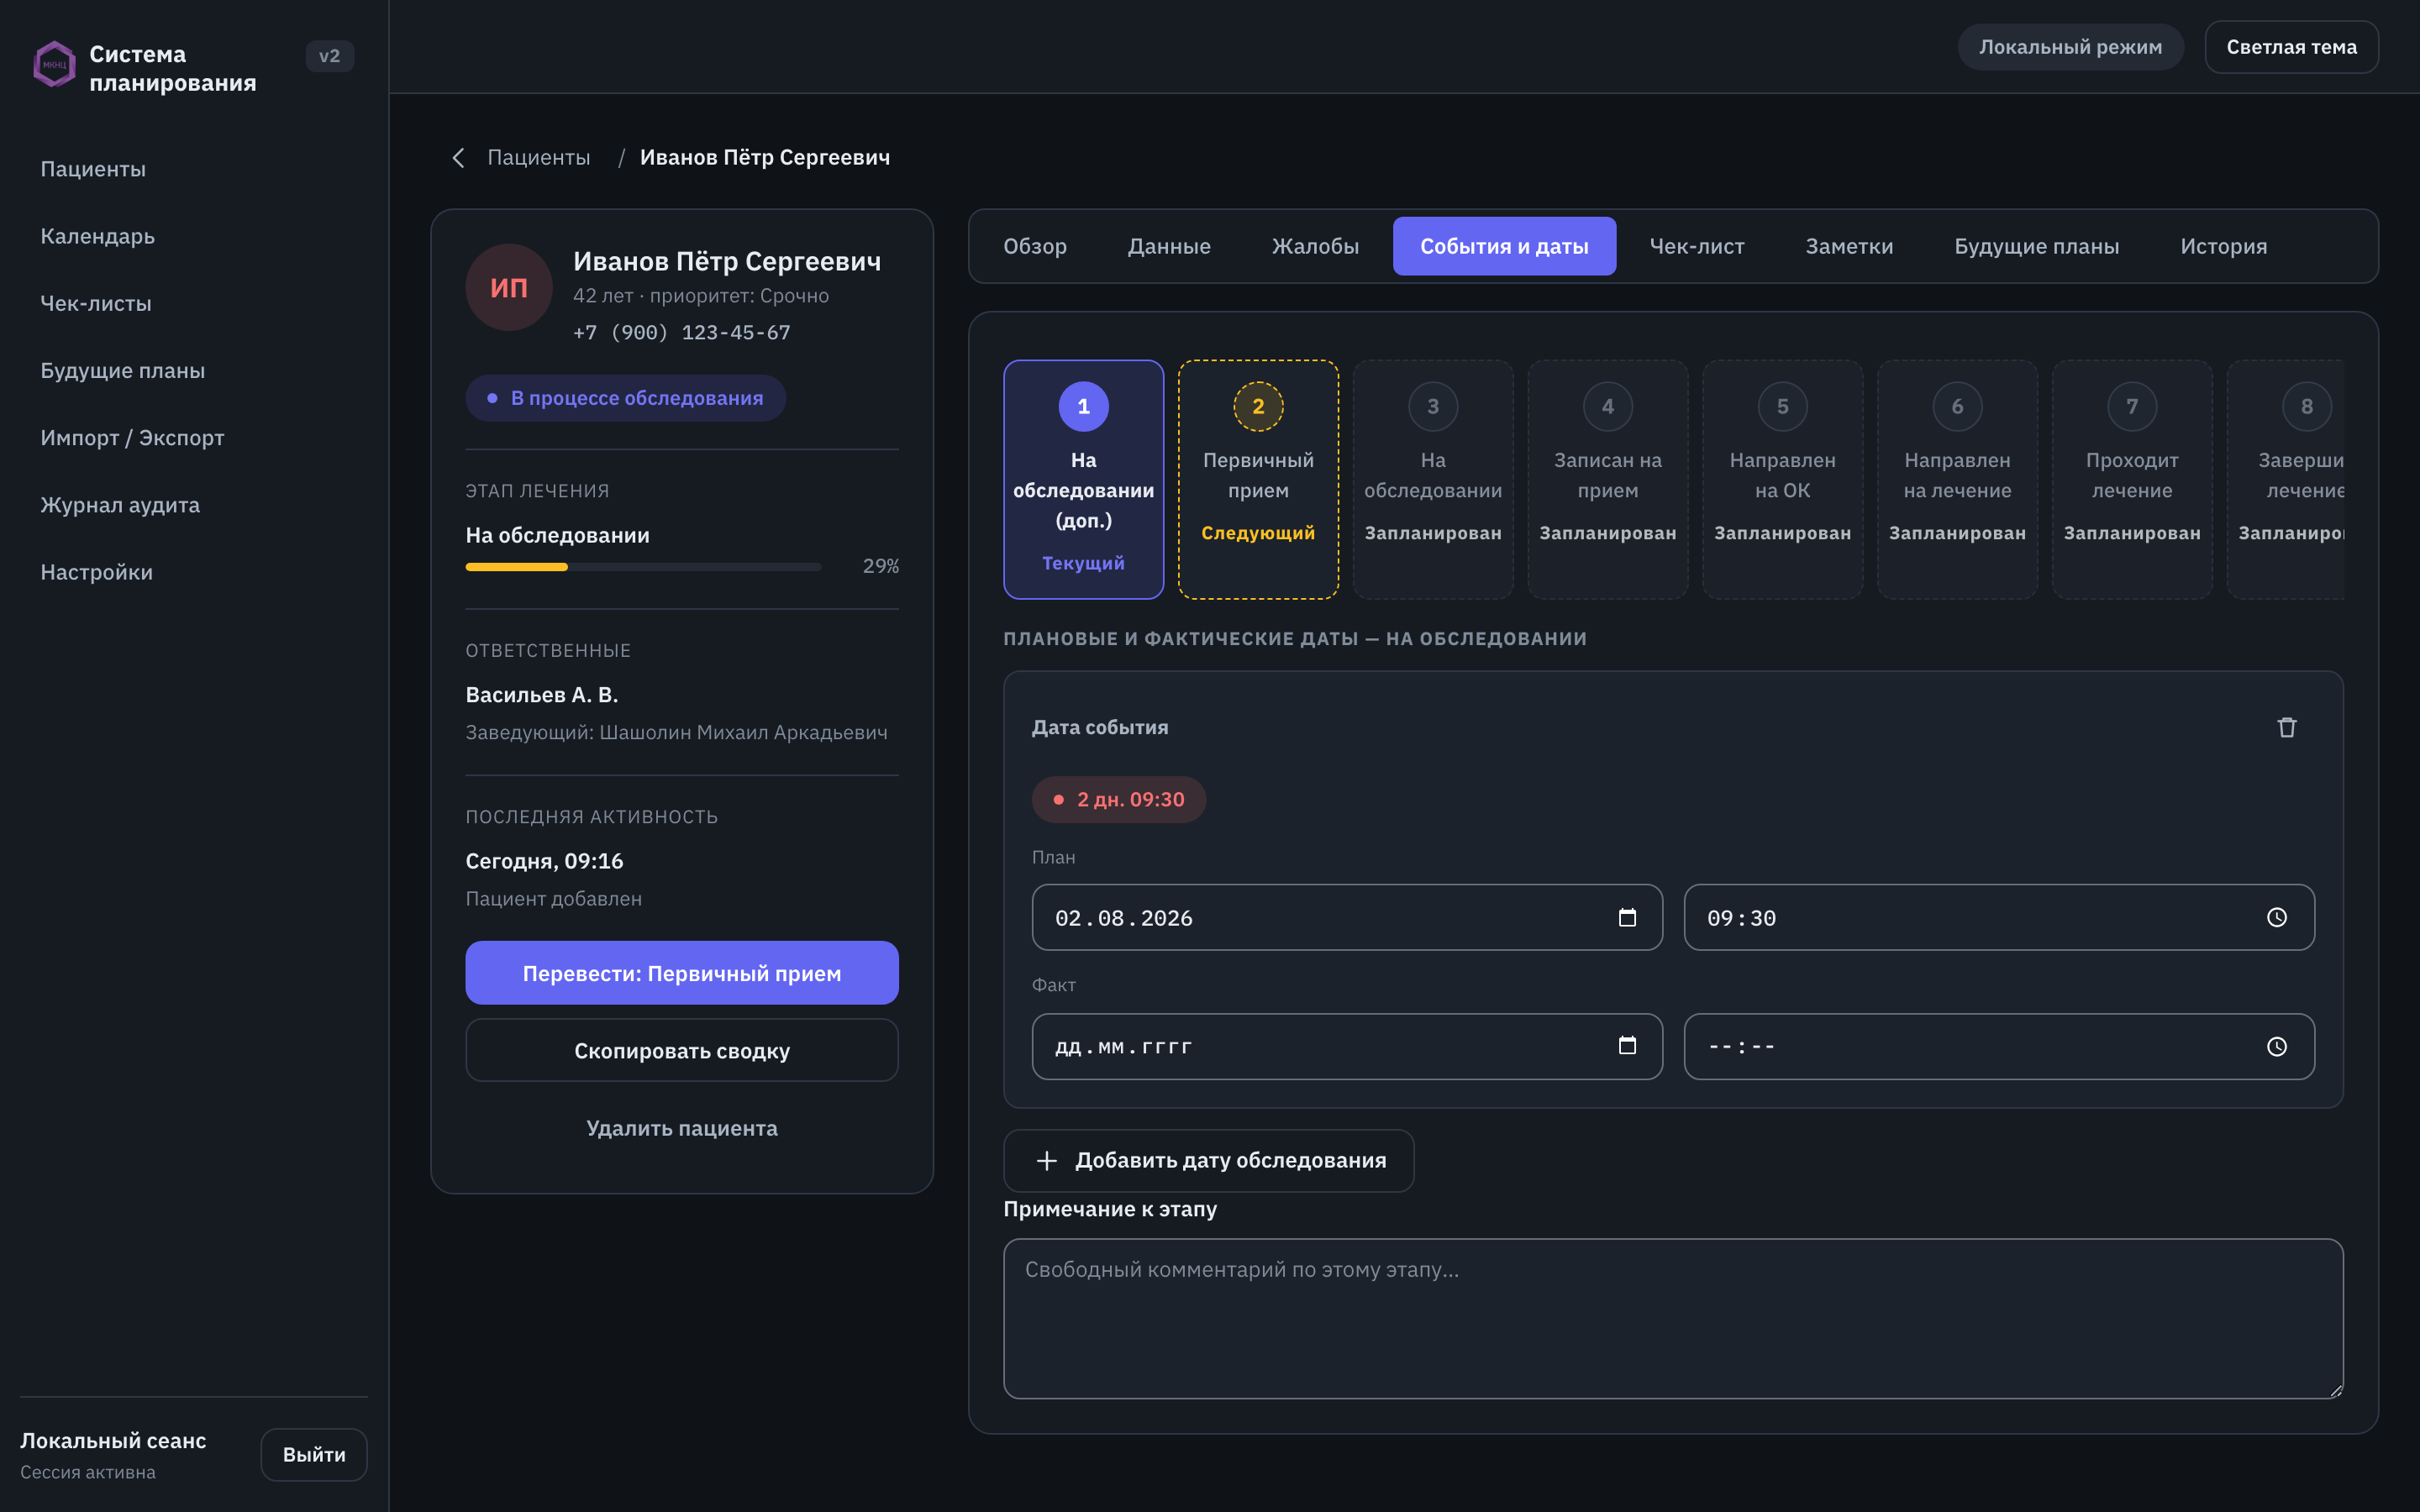 МКНЦ
Система
планирования
v2
Пациенты
Календарь
Чек-листы
Будущие планы
Импорт / Экспорт
Журнал аудита
Настройки
Локальный сеанс
Сессия активна
Выйти
Локальный режим
Светлая тема
Пациенты / Иванов Пётр Сергеевич
ИП
Иванов Пётр Сергеевич
42 лет · приоритет: Срочно
+7 (900) 123-45-67
В процессе обследования
ЭТАП ЛЕЧЕНИЯ
На обследовании
29%
ОТВЕТСТВЕННЫЕ
Васильев А. В.
Заведующий: Шашолин Михаил Аркадьевич
ПОСЛЕДНЯЯ АКТИВНОСТЬ
Сегодня, 09:16
Пациент добавлен
Перевести: Первичный прием
Скопировать сводку
Удалить пациента
Обзор
Данные
Жалобы
События и даты
Чек-лист
Заметки
Будущие планы
История
1
На
обследовании
(доп.)
Текущий
2
Первичный
прием
Следующий
3
На
обследовании
Запланирован
4
Записан на
прием
Запланирован
5
Направлен
на ОК
Запланирован
6
Направлен
на лечение
Запланирован
7
Проходит
лечение
Запланирован
8
Заверши
лечение
Запланиро
ПЛАНОВЫЕ И ФАКТИЧЕСКИЕ ДАТЫ — НА ОБСЛЕДОВАНИИ
Дата события
2 дн. 09:30
План
02.08.2026
09:30
Факт
дд.мм.гггг
--:--
Добавить дату обследования
Примечание к этапу
Свободный комментарий по этому этапу...